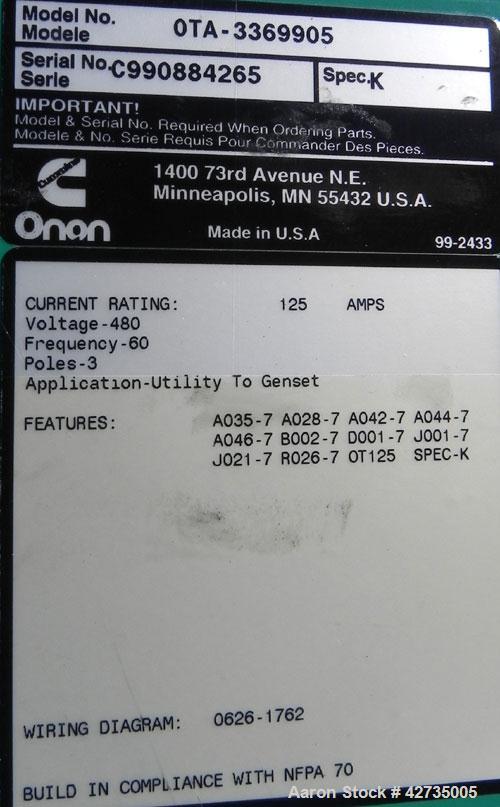 Model No. OTA-3369905
Modele
Serial No. C990884265 Spec.K
Serie
IMPORTANT!
Model & Serial No. Required When Ordering Parts.
Modele & No. Serie Requis Pour Commander Des Pieces.
Cummins
1400 73rd Avenue N.E.
Minneapolis, MN 55432 U.S.A.
Onan
Made in U.S.A
99-2433
CURRENT RATING: 125 AMPS
Voltage-480
Frequency-60
Poles-3
Application-Utility To Genset
FEATURES: A035-7 A028-7 A042-7 A044-7
A046-7 B002-7 D001-7 J001-7
J021-7 R026-7 OT125 SPEC-K
WIRING DIAGRAM: 0626-1762
BUILD IN COMPLIANCE WITH NFPA 70
Aaron Stock # 42735005